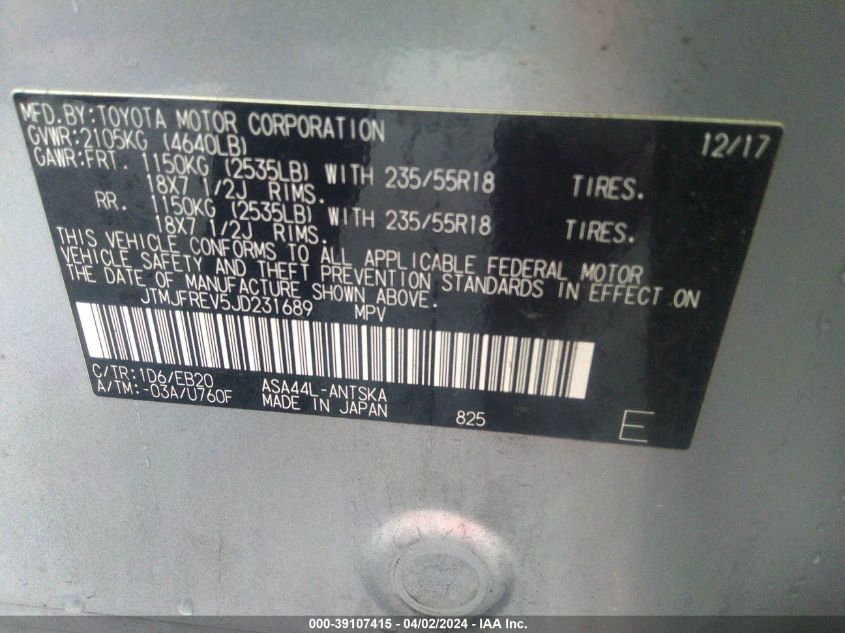 MFD.BY:TOYOTA MOTOR CORPORATION 12/17
GVWR:2105KG (4640LB)
GAWR:FRT. 1150KG (2535LB) WITH 235/55R18 TIRES.
18X7 1/2J RIMS.
RR. 1150KG (2535LB) WITH 235/55R18 TIRES.
18X7 1/2J RIMS.
THIS VEHICLE CONFORMS TO ALL APPLICABLE FEDERAL MOTOR
VEHICLE SAFETY AND THEFT PREVENTION STANDARDS IN EFFECT ON
THE DATE OF MANUFACTURE SHOWN ABOVE.
JTMJFREV5JD231689 MPV
C/TR:1D6/EB20 ASA44L-ANTSKA
A/TM:-03A/U760F MADE IN JAPAN 825 E
000-39107415 - 04/02/2024 - IAA Inc.